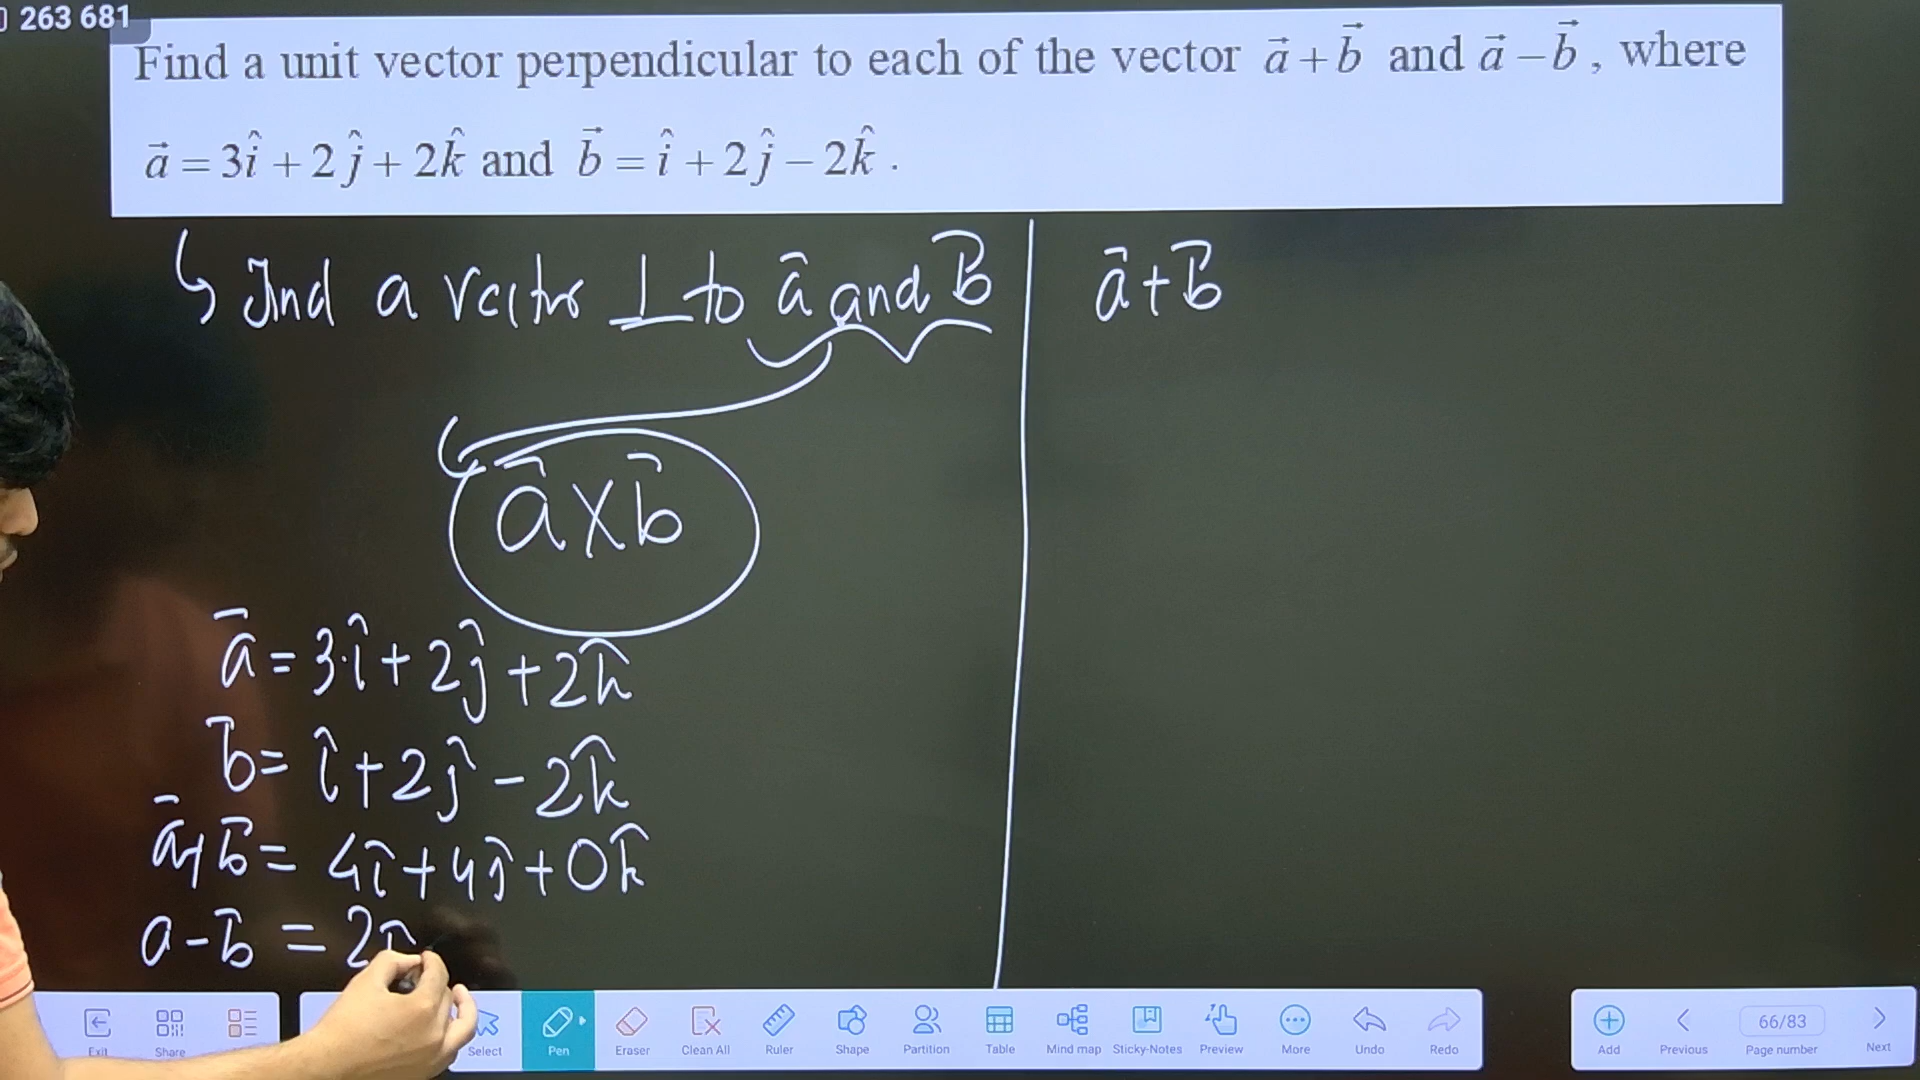 263 681
Find a unit vector perpendicular to each of the vector a⃗ + b⃗ and a⃗ − b⃗ , where
a⃗ = 3î + 2ĵ + 2k̂ and b⃗ = î + 2ĵ − 2k̂ .
↳ Find a vector ⊥ to a̅ and b⃗
a⃗ + b⃗
a̅ × b̅
a̅ = 3·î + 2ĵ + 2k̂
b̅ = î + 2ĵ − 2k̂
a̅ + b̅ = 4î + 4ĵ + 0k̂
a − b̅ = 2î
Exit Share Select Pen Eraser Clean All Ruler Shape Partition Table Mind map Sticky-Notes Preview More Undo Redo Add Previous 66/83 Page number Next